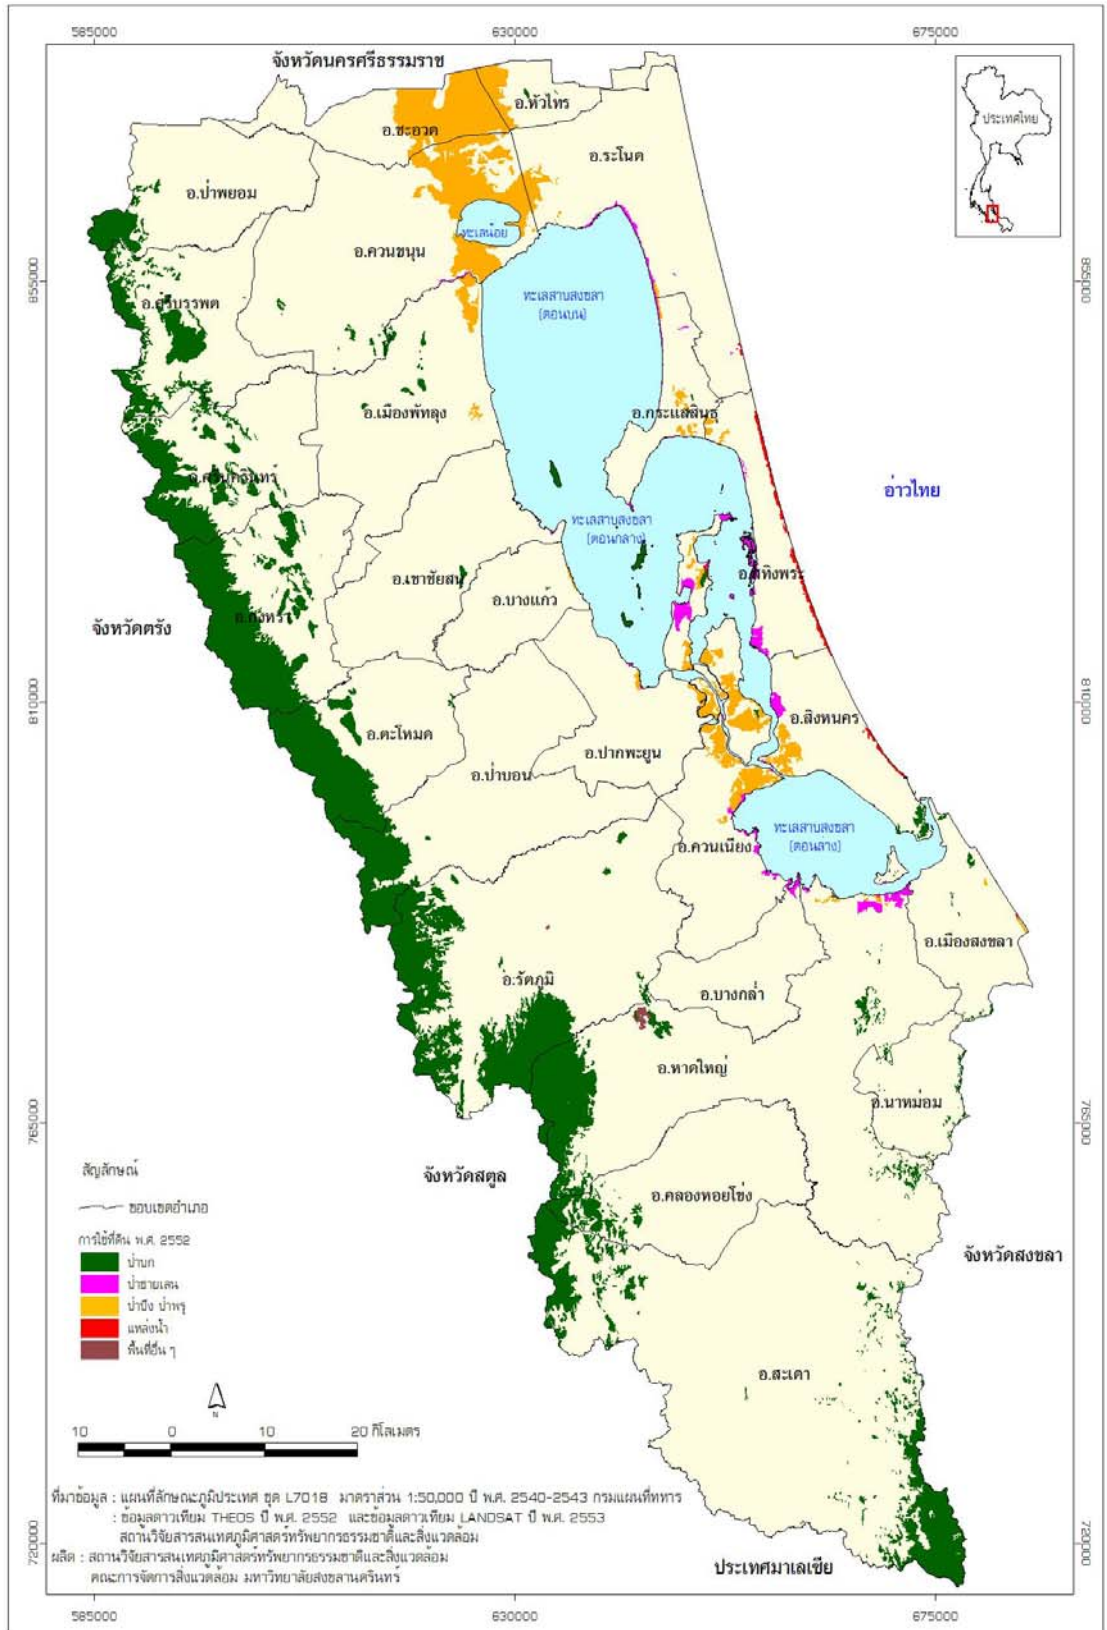 585000
630000
675000
จังหวัดนครศรีธรรมราช
ประเทศไทย
อ.หัวไทร
อ.ชะอวด
อ.ระโนด
อ.ป่าพยอม
ทะเลน้อย
อ.ควนขนุน
855000
855000
ทะเลสาบสงขลา
(ตอนบน)
อ.ศรีบรรพต
อ.เมืองพัทลุง
อ.กระแสสินธุ์
อ.ศรีนครินทร์
อ่าวไทย
ทะเลสาบสงขลา
(ตอนกลาง)
อ.สทิงพระ
อ.เขาชัยสน
อ.บางแก้ว
อ.กงหรา
จังหวัดตรัง
810000
810000
อ.สิงหนคร
อ.ตะโหมด
อ.ปากพะยูน
อ.ป่าบอน
ทะเลสาบสงขลา
(ตอนล่าง)
อ.ควนเนียง
อ.เมืองสงขลา
อ.รัตภูมิ
อ.บางกล่ำ
อ.หาดใหญ่
อ.นาหม่อม
765000
765000
จังหวัดสตูล
อ.คลองหอยโข่ง
จังหวัดสงขลา
สัญลักษณ์
ขอบเขตอำเภอ
การใช้ที่ดิน พ.ศ. 2552
ป่าบก
ป่าชายเลน
ป่าบึง ป่าพรุ
แหล่งน้ำ
พื้นที่อื่น ๆ
อ.สะเดา
N
10 0 10 20 กิโลเมตร
ที่มาข้อมูล : แผนที่ลักษณะภูมิประเทศ ชุด L7018 มาตราส่วน 1:50,000 ปี พ.ศ. 2540-2543 กรมแผนที่ทหาร
: ข้อมูลดาวเทียม THEOS ปี พ.ศ. 2552 และข้อมูลดาวเทียม LANDSAT ปี พ.ศ. 2553
สถานวิจัยสารสนเทศภูมิศาสตร์ทรัพยากรธรรมชาติและสิ่งแวดล้อม
ผลิต : สถานวิจัยสารสนเทศภูมิศาสตร์ทรัพยากรธรรมชาติและสิ่งแวดล้อม
คณะการจัดการสิ่งแวดล้อม มหาวิทยาลัยสงขลานครินทร์
720000
720000
ประเทศมาเลเซีย
585000
630000
675000